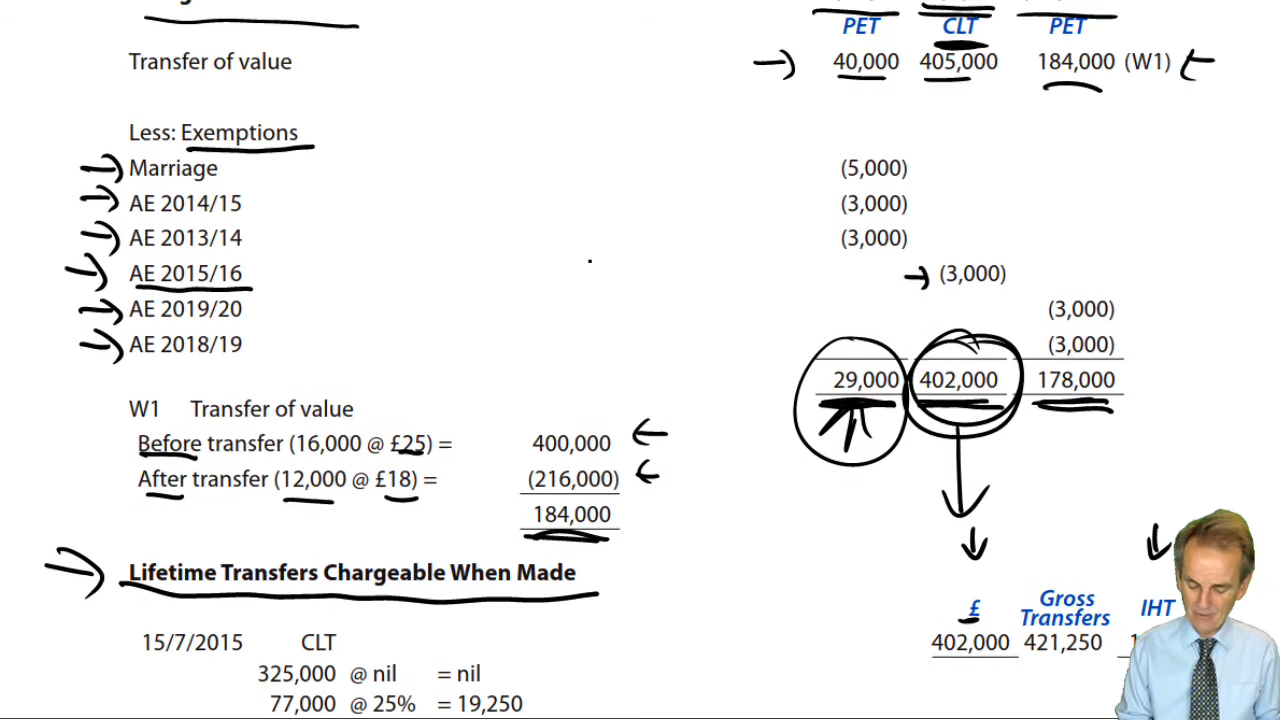 PET CLT PET
Transfer of value 40,000 405,000 184,000 (W1)
Less: Exemptions
Marriage (5,000)
AE 2014/15 (3,000)
AE 2013/14 (3,000)
AE 2015/16 (3,000)
AE 2019/20 (3,000)
AE 2018/19 (3,000)
29,000 402,000 178,000
W1 Transfer of value
Before transfer (16,000 @ £25) = 400,000
After transfer (12,000 @ £18) = (216,000)
184,000
Lifetime Transfers Chargeable When Made
£ Gross Transfers IHT
15/7/2015 CLT 402,000 421,250
325,000 @ nil = nil
77,000 @ 25% = 19,250